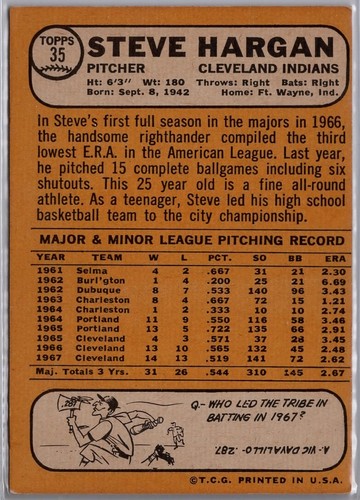 TOPPS
35
STEVE HARGAN
PITCHER CLEVELAND INDIANS
Ht: 6'3" Wt: 180 Throws: Right Bats: Right
Born: Sept. 8, 1942 Home: Ft. Wayne, Ind.
In Steve's first full season in the majors in 1966,
the handsome righthander compiled the third
lowest E.R.A. in the American League. Last year,
he pitched 15 complete ballgames including six
shutouts. This 25 year old is a fine all-round
athlete. As a teenager, Steve led his high school
basketball team to the city championship.
MAJOR & MINOR LEAGUE PITCHING RECORD
YEAR TEAM W L PCT. SO BB ERA
1961 Selma 4 2 .667 31 21 2.30
1962 Burl'gton 1 4 .200 25 21 6.69
1962 Dubuque 8 7 .533 140 96 3.43
1963 Charleston 8 4 .667 72 15 1.21
1964 Charleston 1 2 .333 10 10 2.74
1964 Portland 11 9 .550 116 58 3.46
1965 Portland 13 5 .722 135 66 2.91
1965 Cleveland 4 3 .571 37 28 3.45
1966 Cleveland 13 10 .565 132 45 2.48
1967 Cleveland 14 13 .519 141 72 2.62
Maj. Totals 3 Yrs. 31 26 .544 310 145 2.67
.287
Q.- WHO LED THE TRIBE IN
BATTING IN 1967?
A. VIC DAVALILLO .287.
©T.C.G. PRINTED IN U.S.A.